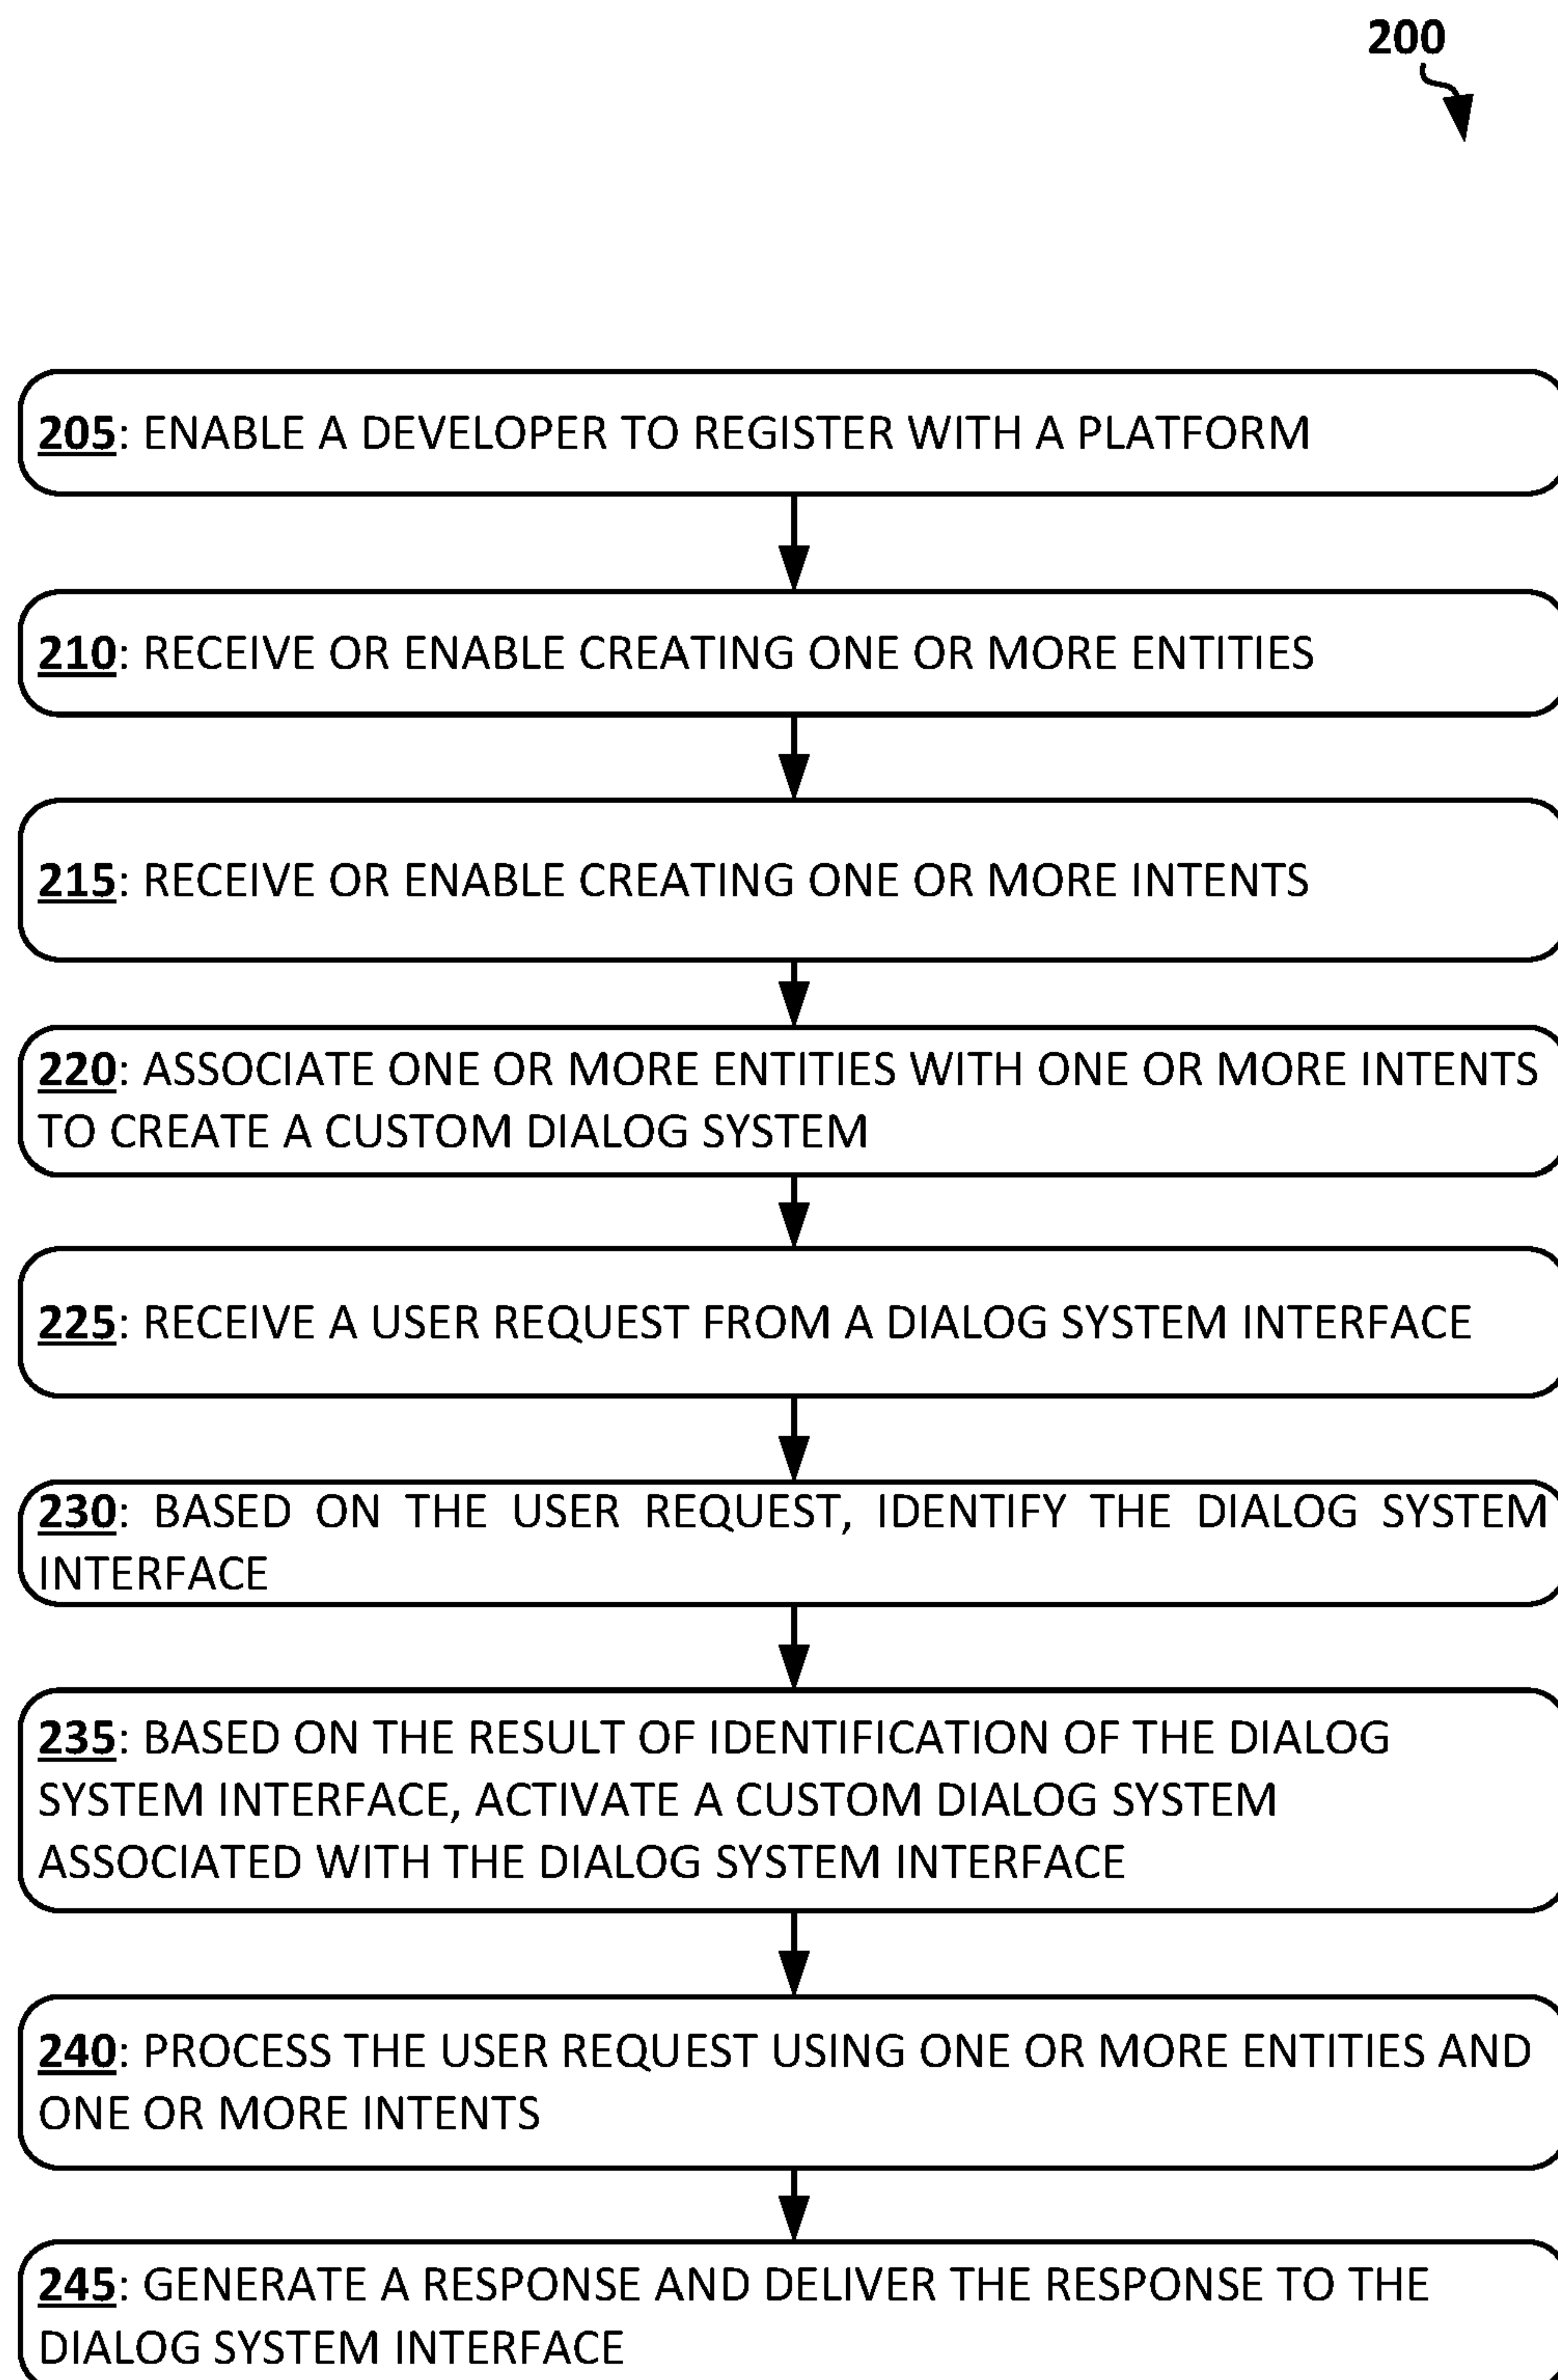 200
205: ENABLE A DEVELOPER TO REGISTER WITH A PLATFORM
210: RECEIVE OR ENABLE CREATING ONE OR MORE ENTITIES
215: RECEIVE OR ENABLE CREATING ONE OR MORE INTENTS
220: ASSOCIATE ONE OR MORE ENTITIES WITH ONE OR MORE INTENTS
TO CREATE A CUSTOM DIALOG SYSTEM
225: RECEIVE A USER REQUEST FROM A DIALOG SYSTEM INTERFACE
230: BASED ON THE USER REQUEST, IDENTIFY THE DIALOG SYSTEM
INTERFACE
235: BASED ON THE RESULT OF IDENTIFICATION OF THE DIALOG
SYSTEM INTERFACE, ACTIVATE A CUSTOM DIALOG SYSTEM
ASSOCIATED WITH THE DIALOG SYSTEM INTERFACE
240: PROCESS THE USER REQUEST USING ONE OR MORE ENTITIES AND
ONE OR MORE INTENTS
245: GENERATE A RESPONSE AND DELIVER THE RESPONSE TO THE
DIALOG SYSTEM INTERFACE